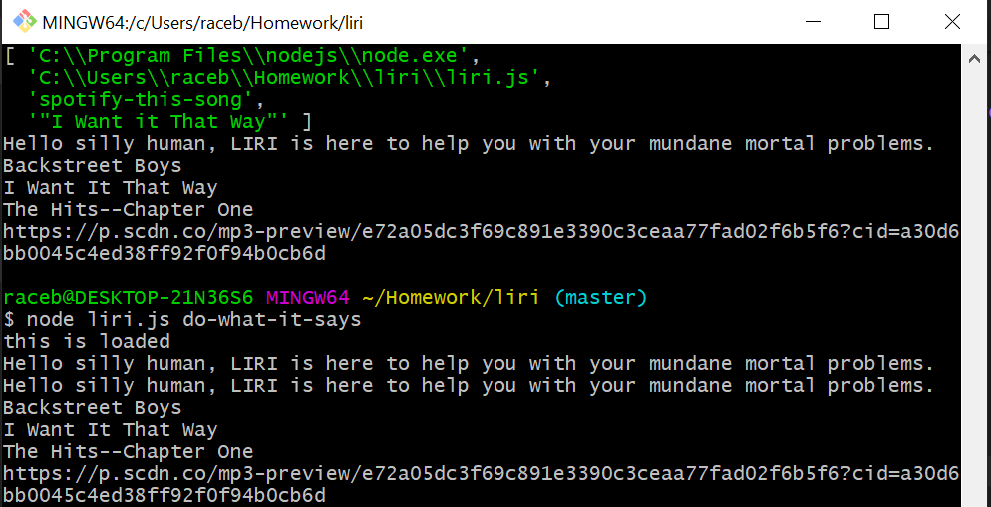 MINGW64:/c/Users/raceb/Homework/liri
[ 'C:\\Program Files\\nodejs\\node.exe',
  'C:\\Users\\raceb\\Homework\\liri\\liri.js',
  'spotify-this-song',
  '"I Want it That Way"' ]
Hello silly human, LIRI is here to help you with your mundane mortal problems.
Backstreet Boys
I Want It That Way
The Hits--Chapter One
https://p.scdn.co/mp3-preview/e72a05dc3f69c891e3390c3ceaa77fad02f6b5f6?cid=a30d6
bb0045c4ed38ff92f0f94b0cb6d

raceb@DESKTOP-21N36S6 MINGW64 ~/Homework/liri (master)
$ node liri.js do-what-it-says
this is loaded
Hello silly human, LIRI is here to help you with your mundane mortal problems.
Hello silly human, LIRI is here to help you with your mundane mortal problems.
Backstreet Boys
I Want It That Way
The Hits--Chapter One
https://p.scdn.co/mp3-preview/e72a05dc3f69c891e3390c3ceaa77fad02f6b5f6?cid=a30d6
bb0045c4ed38ff92f0f94b0cb6d